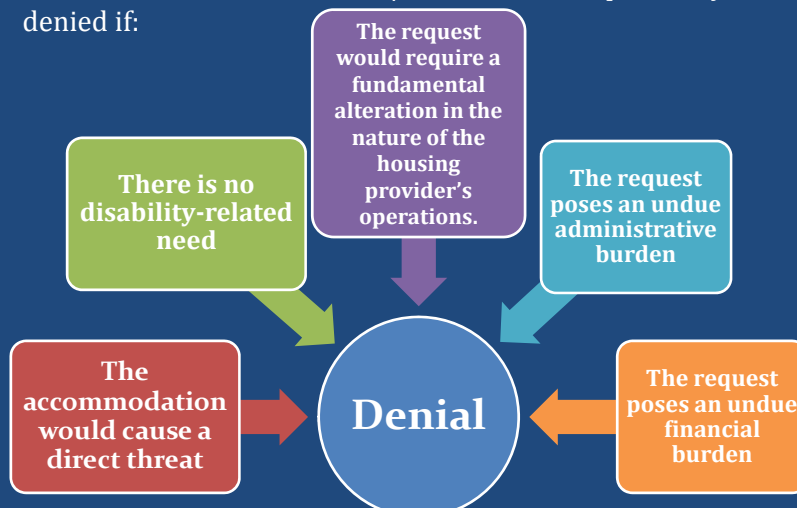 denied if:
The request
would require a
fundamental
alteration in the
nature of the
housing
provider's
operations.
There is no
disability-related
need
The request
poses an undue
administrative
burden
The
accommodation
would cause a
direct threat
Denial
The request
poses an undue
financial
burden